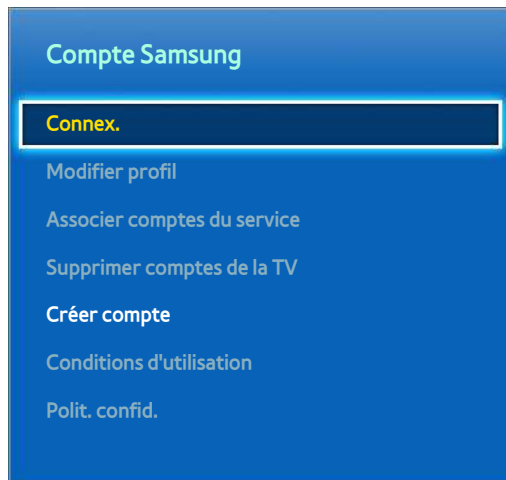 Compte Samsung
Connex.
Modifier profil
Associer comptes du service
Supprimer comptes de la TV
Créer compte
Conditions d'utilisation
Polit. confid.